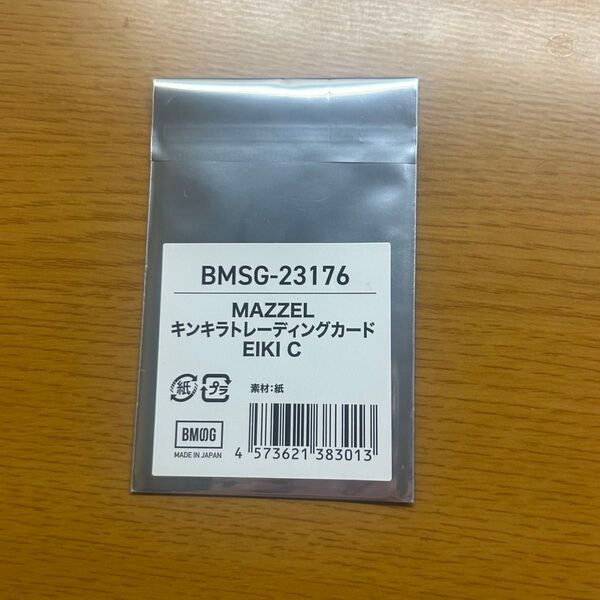 BMSG-23176
MAZZEL
キンキラトレーディングカード
EIKI C
紙 プラ 素材:紙
BMSG
MADE IN JAPAN
4 573621 383013